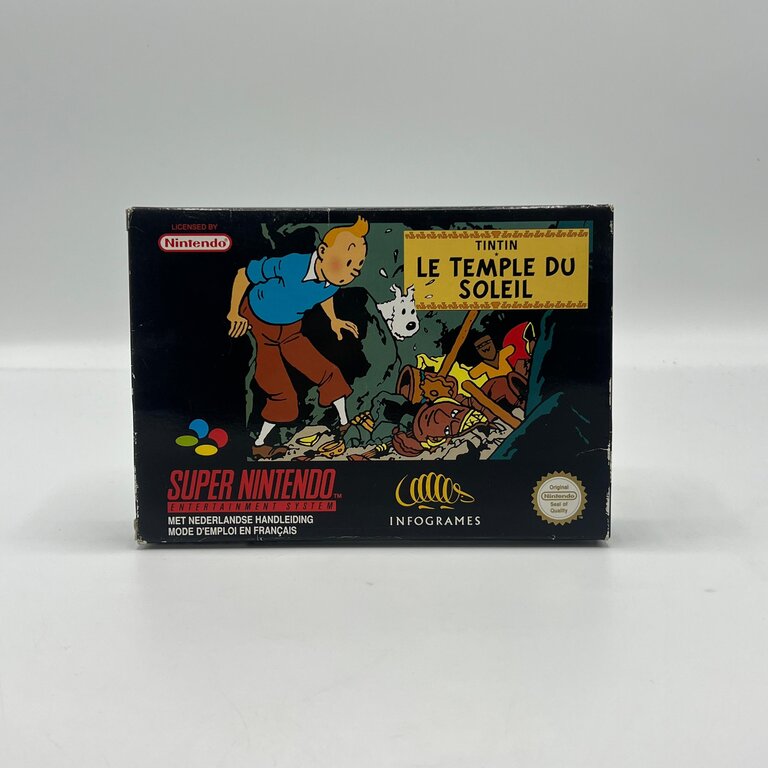 LICENSED BY
Nintendo
TINTIN
LE TEMPLE DU
SOLEIL
SUPER NINTENDO™
ENTERTAINMENT SYSTEM
MET NEDERLANDSE HANDLEIDING
MODE D'EMPLOI EN FRANÇAIS
INFOGRAMES
Original
Nintendo
Seal of
Quality